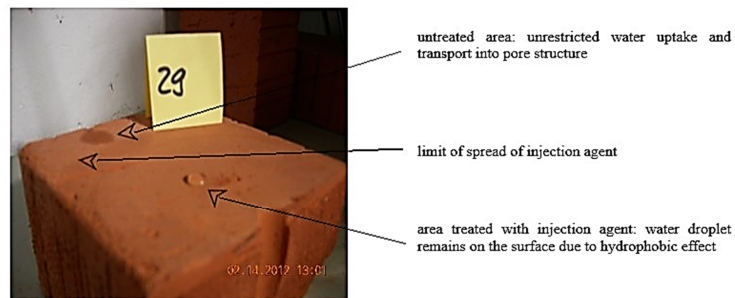 untreated area: unrestricted water uptake and
transport into pore structure
29
limit of spread of injection agent
area treated with injection agent: water droplet
remains on the surface due to hydrophobic effect
02.14.2012 13:01